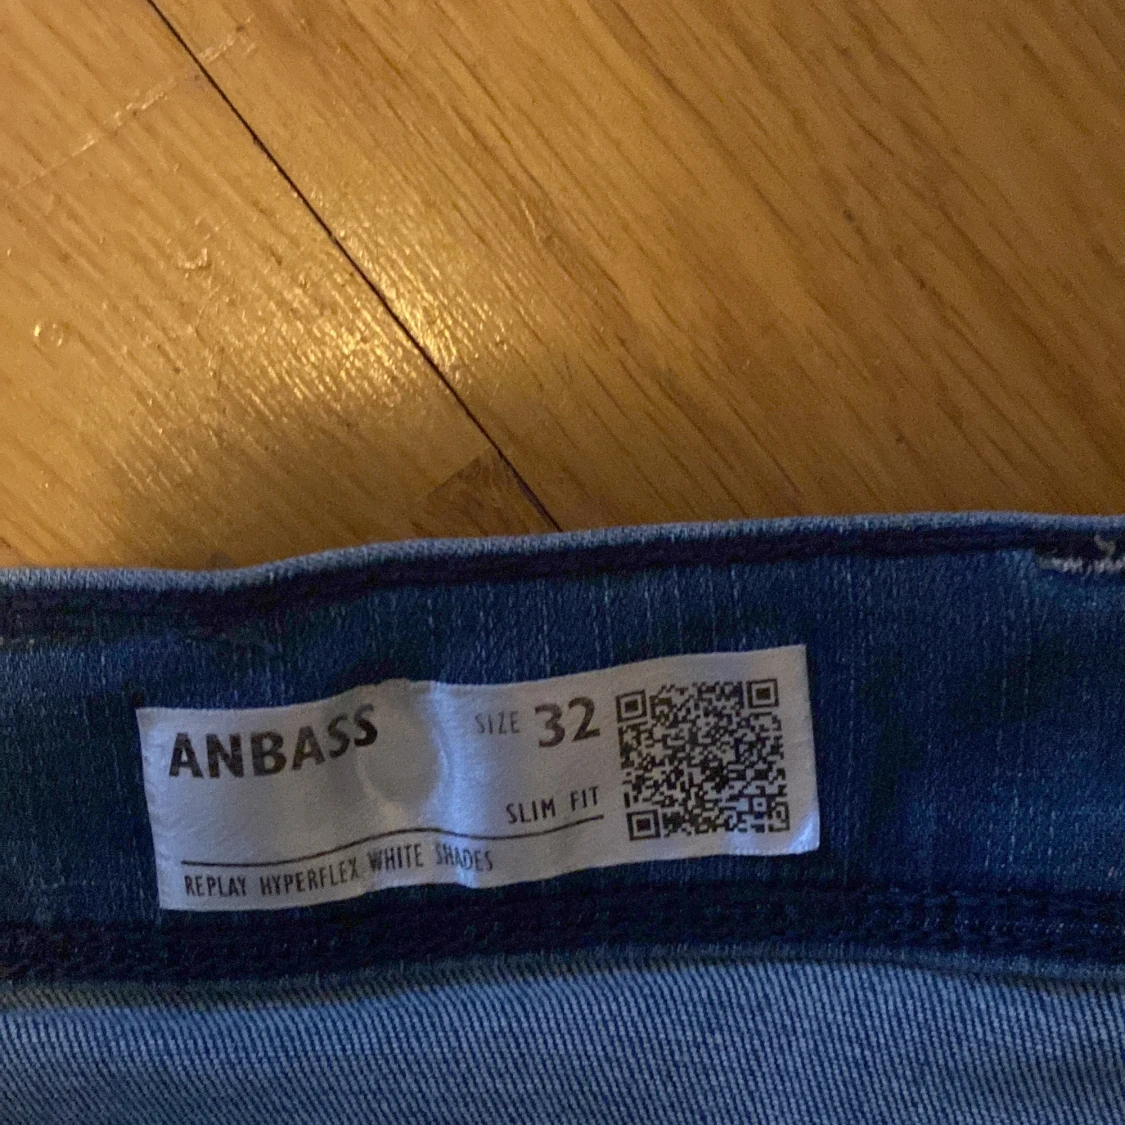 ANBASS
SIZE 32
SLIM FIT
REPLAY HYPERFLEX WHITE SHADES